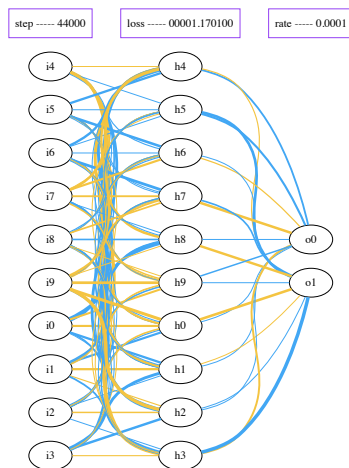 step ----- 44000 loss ----- 00001.170100 rate ----- 0.0001
i4 h4
i5 h5
i6 h6
i7 h7
i8 h8 o0
i9 h9 o1
i0 h0
i1 h1
i2 h2
i3 h3